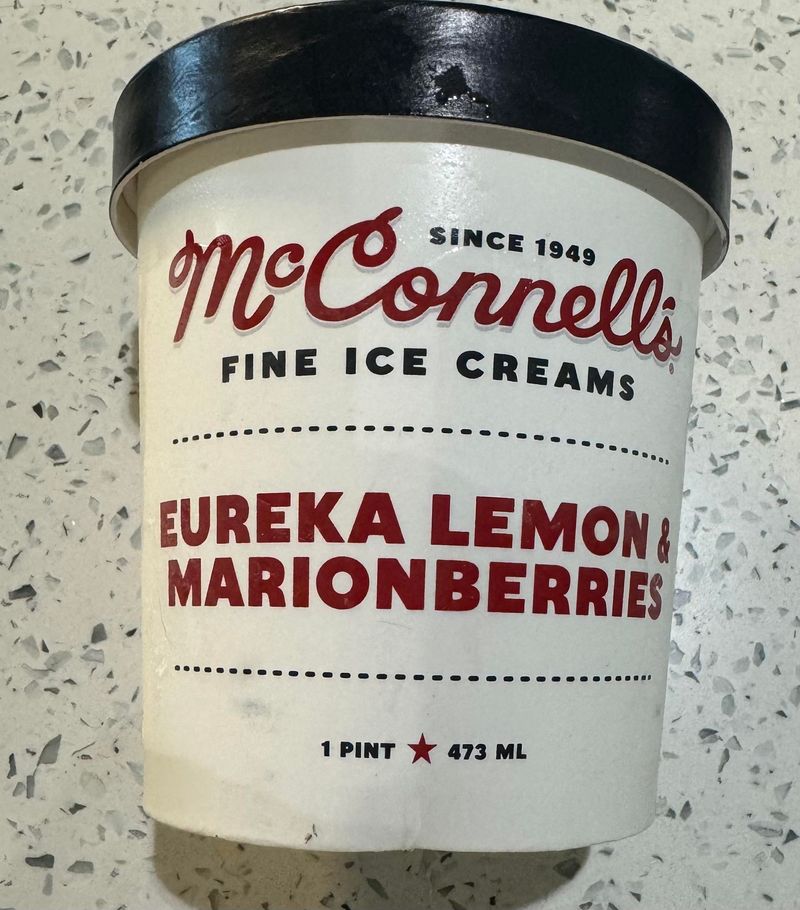 SINCE 1949
McConnell's
FINE ICE CREAMS
EUREKA LEMON &
MARIONBERRIES
1 PINT ★ 473 ML